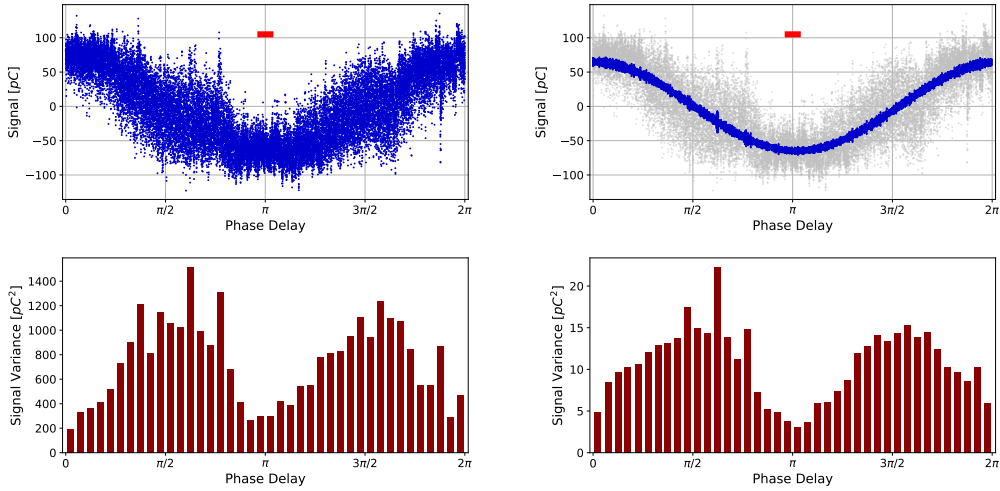 Signal [pC]
100
50
0
−50
−100
0
π/2
π
3π/2
2π
Phase Delay
Signal [pC]
100
50
0
−50
−100
0
π/2
π
3π/2
2π
Phase Delay
Signal Variance [pC²]
1400
1200
1000
800
600
400
200
0
0
π/2
π
3π/2
2π
Phase Delay
Signal Variance [pC²]
20
15
10
5
0
0
π/2
π
3π/2
2π
Phase Delay